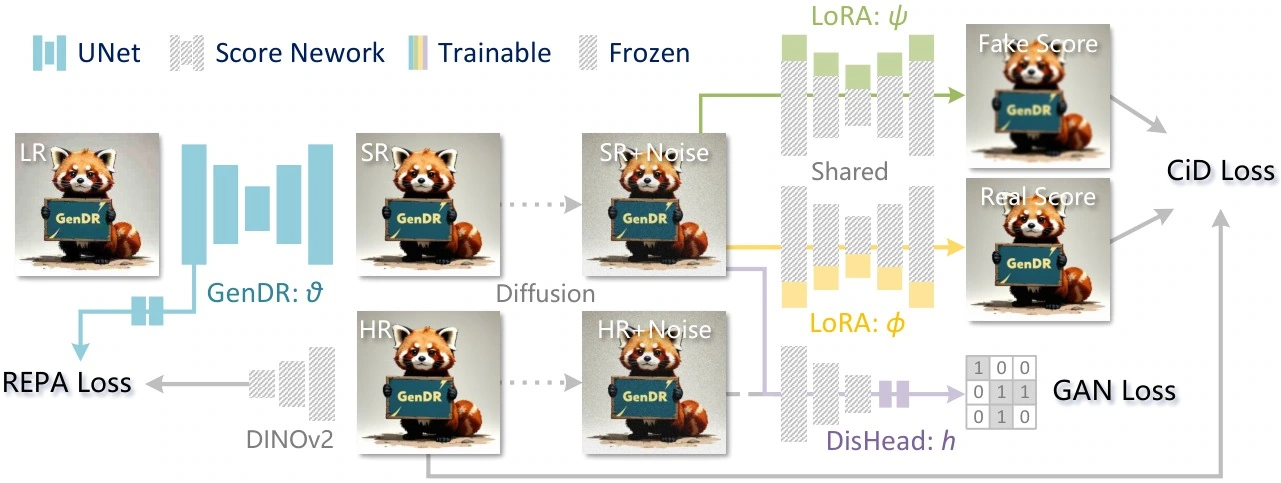 UNet
Score Nework
Trainable
Frozen
LoRA: ψ
Fake Score
GenDR
LR
GenDR
SR
GenDR
SR+Noise
GenDR
Shared
CiD Loss
Real Score
GenDR
GenDR: ϑ
Diffusion
LoRA: ϕ
HR
GenDR
HR+Noise
GenDR
REPA Loss
DINOv2
DisHead: h
1 0 0
0 1 1
0 1 0
GAN Loss